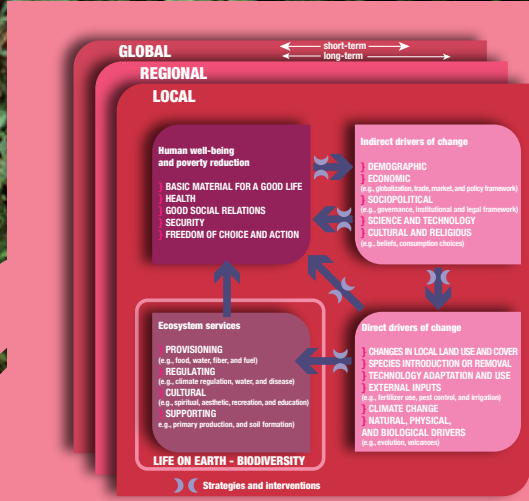 GLOBAL
short-term
long-term
REGIONAL
LOCAL
Human well-being
and poverty reduction
} BASIC MATERIAL FOR A GOOD LIFE
} HEALTH
} GOOD SOCIAL RELATIONS
} SECURITY
} FREEDOM OF CHOICE AND ACTION
Indirect drivers of change
} DEMOGRAPHIC
} ECONOMIC
(e.g., globalization, trade, market, and policy framework)
} SOCIOPOLITICAL
(e.g., governance, institutional and legal framework)
} SCIENCE AND TECHNOLOGY
} CULTURAL AND RELIGIOUS
(e.g., beliefs, consumption choices)
Ecosystem services
} PROVISIONING
(e.g., food, water, fiber, and fuel)
} REGULATING
(e.g., climate regulation, water, and disease)
} CULTURAL
(e.g., spiritual, aesthetic, recreation, and education)
} SUPPORTING
e.g., primary production, and soil formation)
Direct drivers of change
} CHANGES IN LOCAL LAND USE AND COVER
} SPECIES INTRODUCTION OR REMOVAL
} TECHNOLOGY ADAPTATION AND USE
} EXTERNAL INPUTS
(e.g., fertilizer use, pest control, and irrigation)
} CLIMATE CHANGE
} NATURAL, PHYSICAL,
AND BIOLOGICAL DRIVERS
(e.g., evolution, volcanoes)
LIFE ON EARTH - BIODIVERSITY
Strategies and interventions